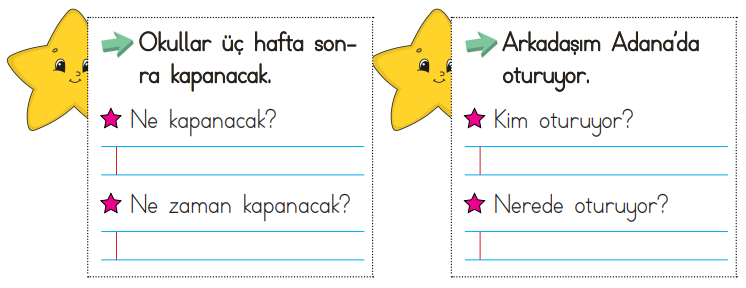 Okullar üç hafta son-
ra kapanacak.
Ne kapanacak?
Ne zaman kapanacak?
Arkadaşım Adana'da
oturuyor.
Kim oturuyor?
Nerede oturuyor?